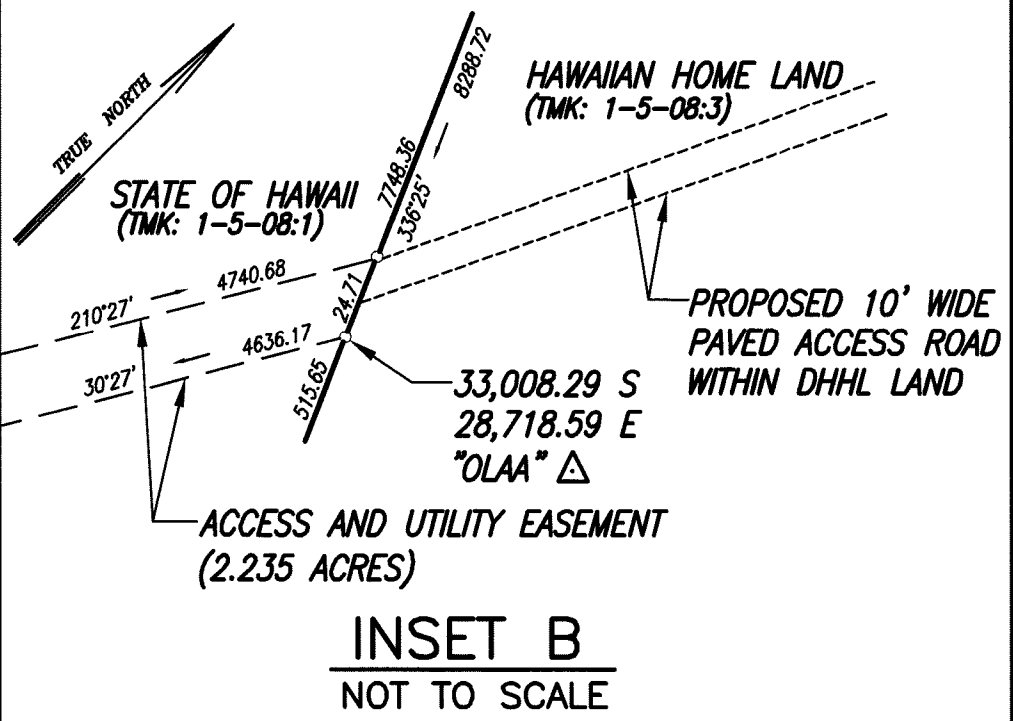 TRUE NORTH
8288.72
HAWAIIAN HOME LAND
(TMK: 1-5-08:3)
7748.36
336°25'
STATE OF HAWAII
(TMK: 1-5-08:1)
4740.68
210°27'
24.71
4636.17
30°27'
515.65
PROPOSED 10' WIDE
PAVED ACCESS ROAD
WITHIN DHHL LAND
33,008.29 S
28,718.59 E
"OLAA"
ACCESS AND UTILITY EASEMENT
(2.235 ACRES)
INSET B
NOT TO SCALE